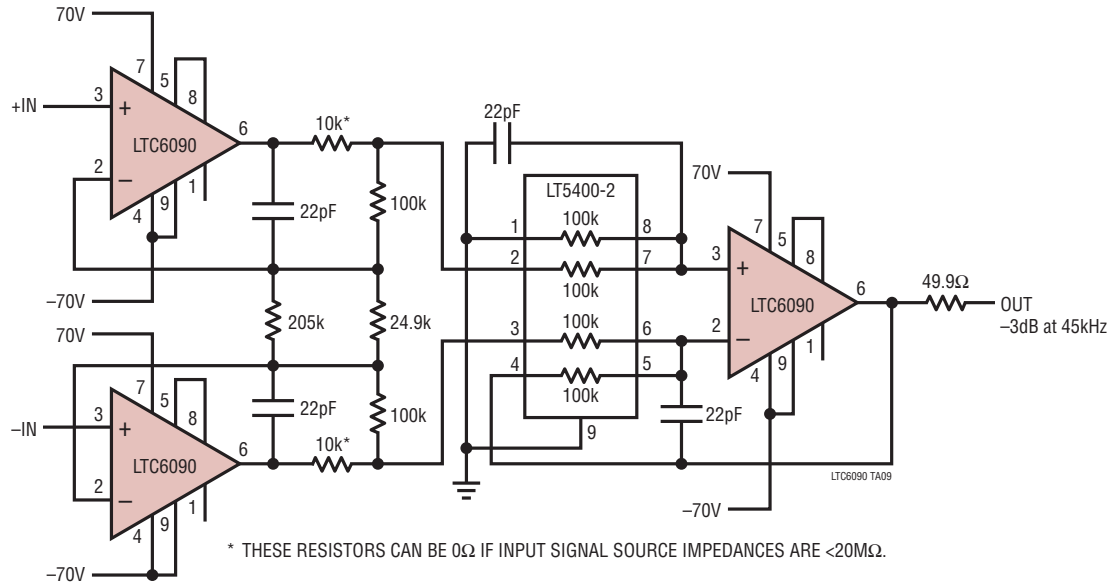 70V
7
5
8
+IN
3
+
LTC6090
6
10k*
2
–
1
4
9
22pF
100k
–70V
205k
24.9k
70V
7
5
8
–IN
3
+
LTC6090
6
22pF
10k*
100k
2
–
1
4
9
–70V
22pF
LT5400-2
1
100k
8
2
100k
7
3
100k
6
4
100k
5
9
22pF
70V
7
5
8
3
+
LTC6090
6
2
–
1
4
9
–70V
49.9Ω
OUT
–3dB at 45kHz
LTC6090 TA09
* THESE RESISTORS CAN BE 0Ω IF INPUT SIGNAL SOURCE IMPEDANCES ARE <20MΩ.